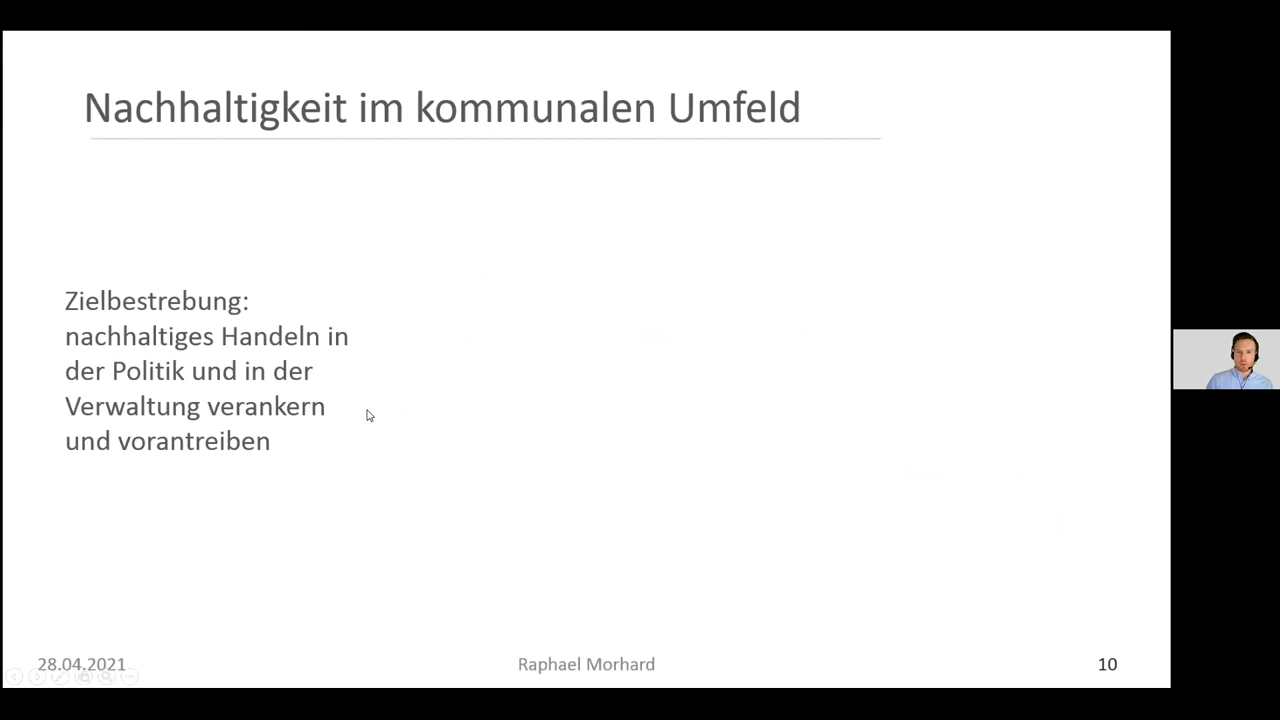 Nachhaltigkeit im kommunalen Umfeld
Zielbestrebung:
nachhaltiges Handeln in
der Politik und in der
Verwaltung verankern
und vorantreiben
28.04.2021
Raphael Morhard
10